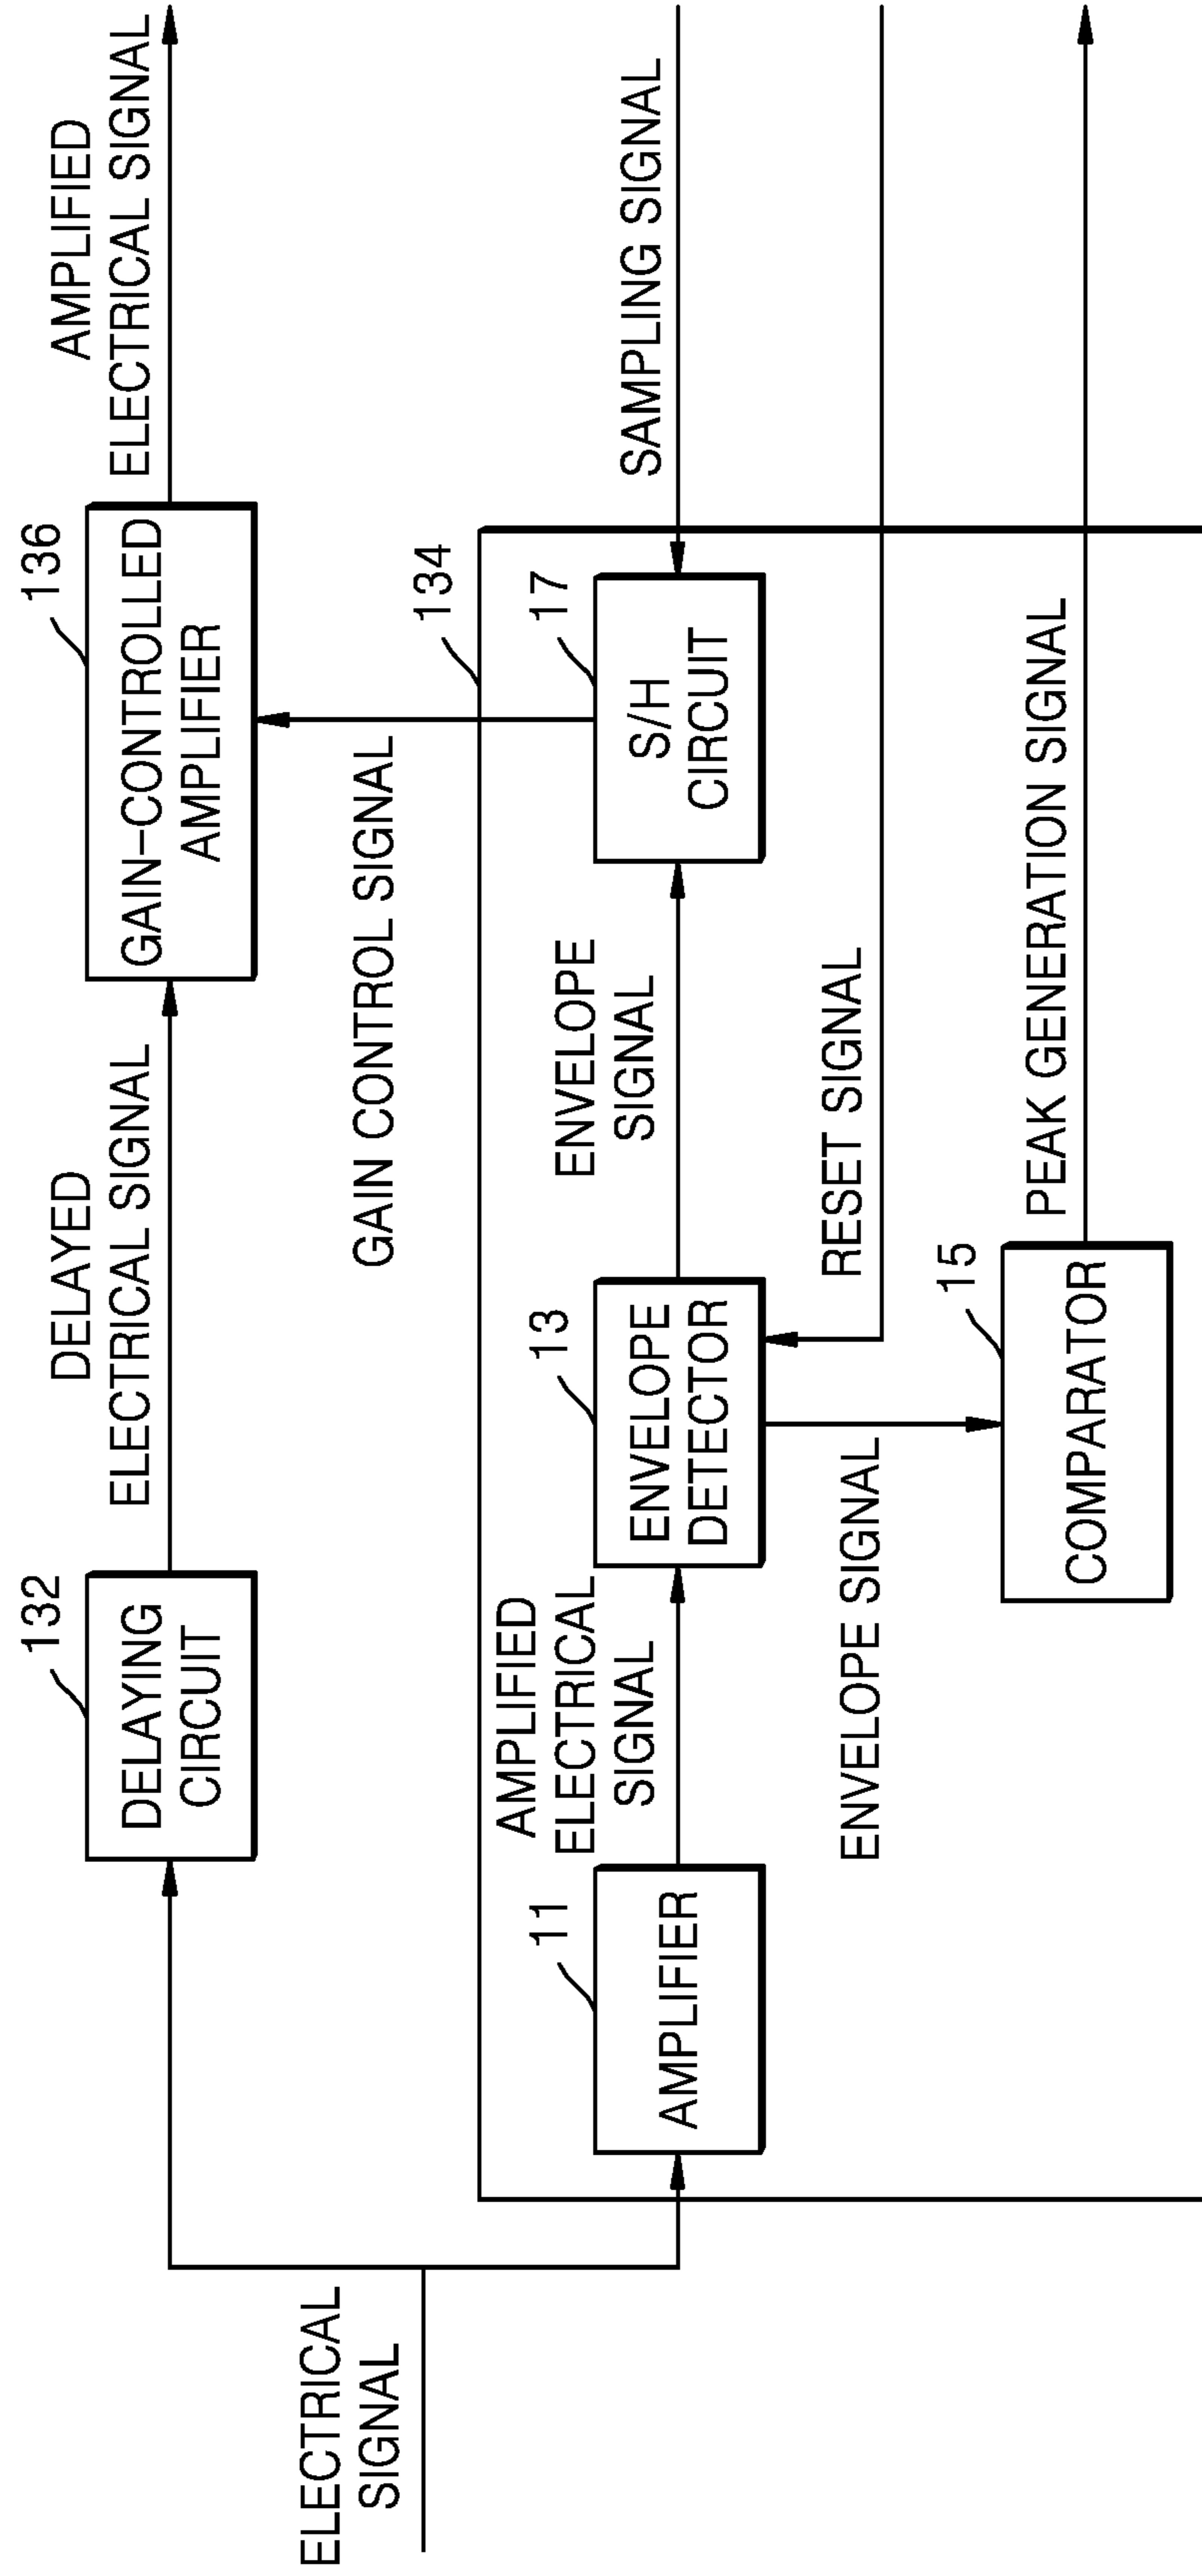 ELECTRICAL
SIGNAL
132
DELAYING
CIRCUIT
DELAYED
ELECTRICAL SIGNAL
136
GAIN-CONTROLLED
AMPLIFIER
AMPLIFIED
ELECTRICAL SIGNAL
GAIN CONTROL SIGNAL
134
11
AMPLIFIER
AMPLIFIED
ELECTRICAL
SIGNAL
13
ENVELOPE
DETECTOR
ENVELOPE
SIGNAL
17
S/H
CIRCUIT
SAMPLING SIGNAL
ENVELOPE SIGNAL
RESET SIGNAL
15
COMPARATOR
PEAK GENERATION SIGNAL